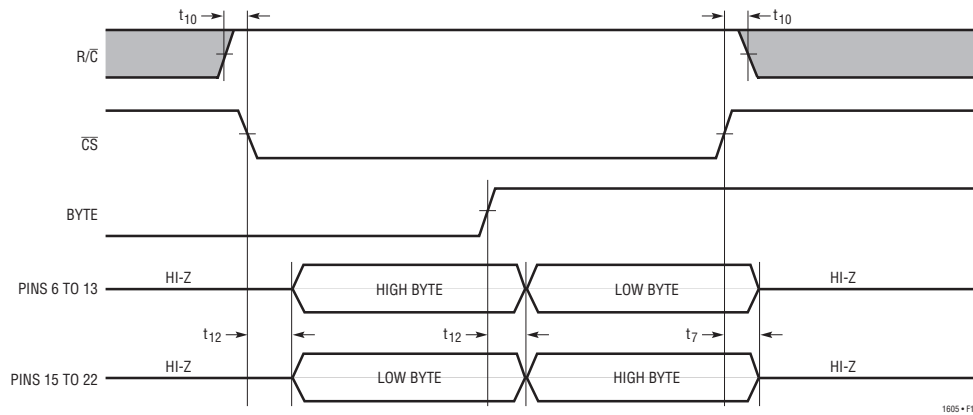 t10 t10
R/C̅
C̅S̅
BYTE
HI-Z HI-Z
PINS 6 TO 13 HIGH BYTE LOW BYTE
t12 t12 t7
HI-Z
PINS 15 TO 22 LOW BYTE HIGH BYTE HI-Z
1605 • F1